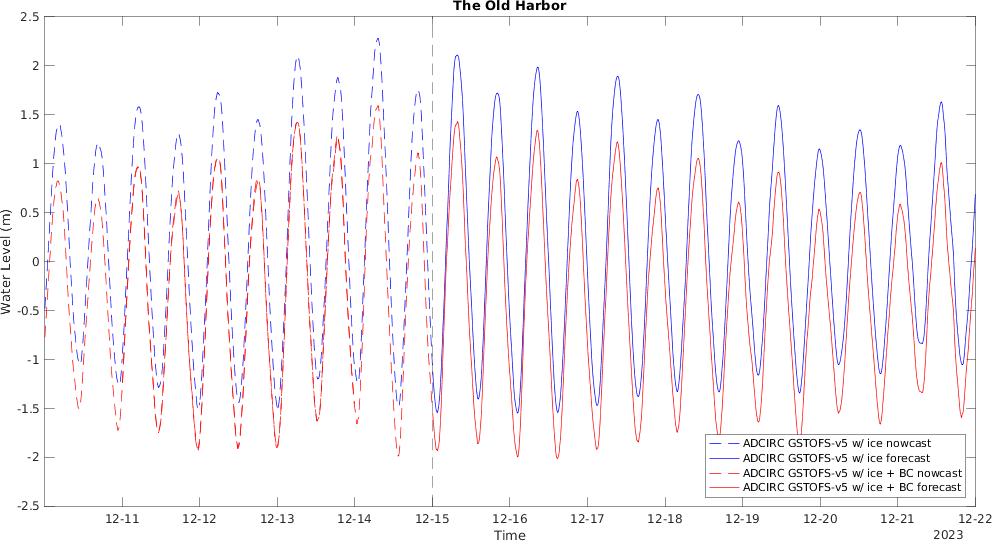 The Old Harbor
2.5
2
1.5
1
0.5
0
-0.5
-1
-1.5
-2
-2.5
Water Level (m)
ADCIRC GSTOFS-v5 w/ ice nowcast
ADCIRC GSTOFS-v5 w/ ice forecast
ADCIRC GSTOFS-v5 w/ ice + BC nowcast
ADCIRC GSTOFS-v5 w/ ice + BC forecast
12-11 12-12 12-13 12-14 12-15 12-16 12-17 12-18 12-19 12-20 12-21 12-22
Time
2023